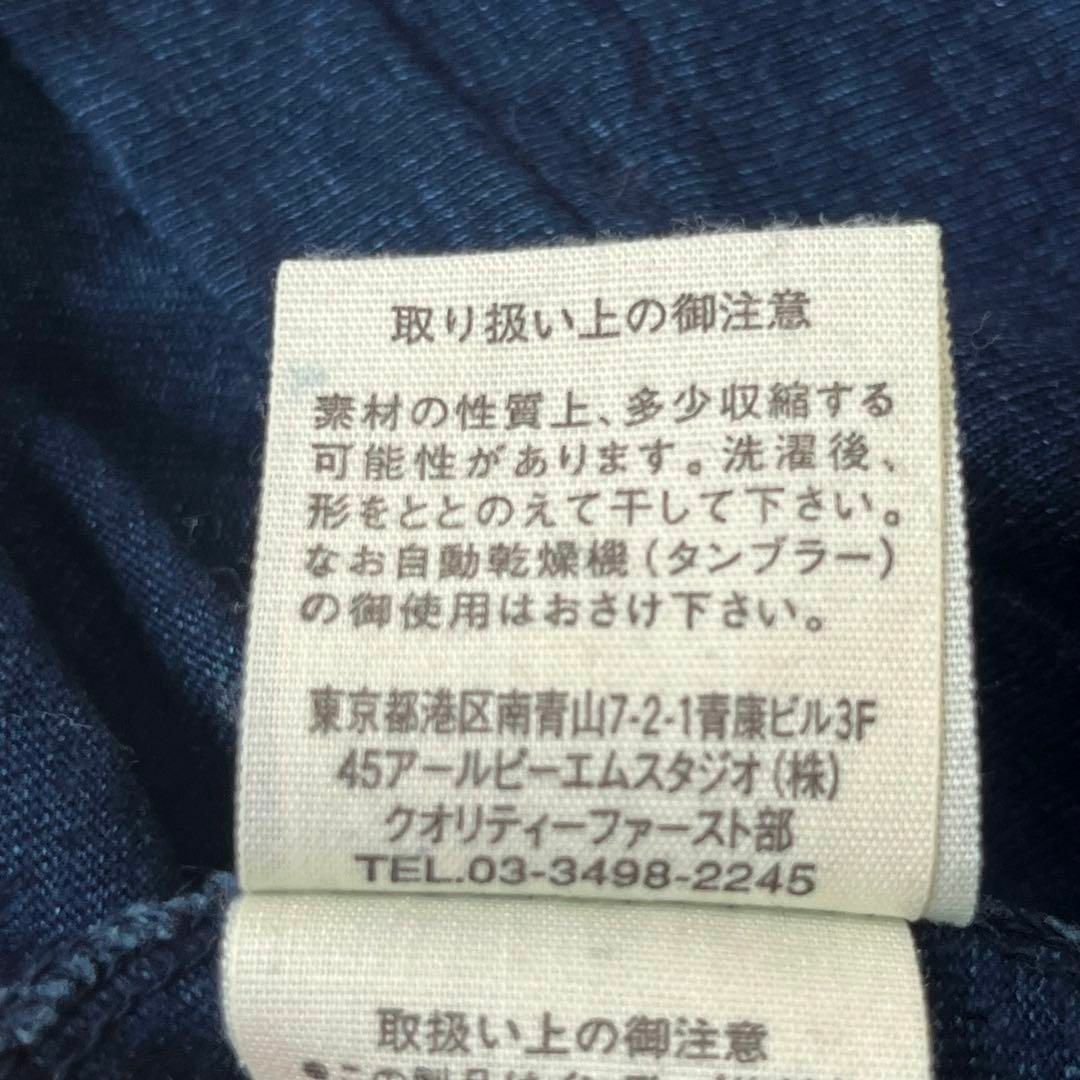 取り扱い上の御注意
素材の性質上、多少収縮する
可能性があります。洗濯後、
形をととのえて干して下さい。
なお自動乾燥機(タンブラー)
の御使用はおさけ下さい。
東京都港区南青山7-2-1青康ビル3F
45アールピーエムスタジオ(株)
クオリティーファースト部
TEL.03-3498-2245
取扱い上の御注意